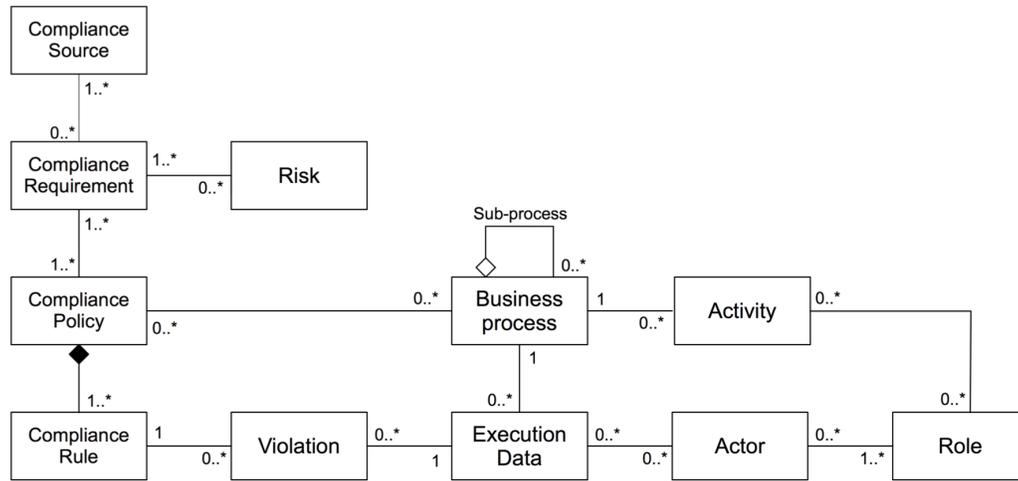 Compliance
Source
1..*
0..*
Compliance
Requirement
1..*
0..*
Risk
1..*
1..*
Sub-process
0..*
Compliance
Policy
0..*
0..*
Business
process
1
0..*
Activity
0..*
1
0..*
0..*
1..*
Compliance
Rule
1
0..*
Violation
0..*
1
Execution
Data
0..*
0..*
Actor
0..*
1..*
Role